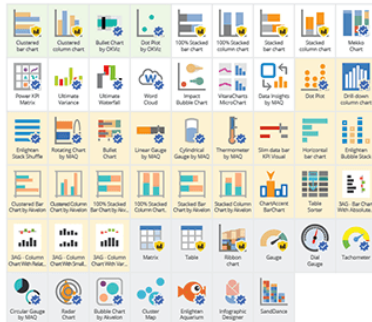 Clustered
bar chart
Clustered
column chart
Bullet Chart
by OKViz
Dot Plot
by OKViz
100% Stacked
bar chart
100% Stacked
column chart
Stacked
bar chart
Stacked
column chart
Mekko
Chart
Power KPI
Matrix
Ultimate
Variance
Ultimate
Waterfall
Word
Cloud
Impact
Bubble Chart
VitaraCharts
MicroChart
Data Insights
by MAQ
Dot Plot
Drill-down
column chart
Enlighten
Stack Shuffle
Rotating Chart
by MAQ
Bullet
Chart
Linear Gauge
by MAQ
Cylindrical
Gauge by MAQ
Thermometer
by MAQ
Slim data bar
KPI Visual
Horizontal
bar chart
Enlighten
Bubble Stack
Clustered Bar
Chart by Akvelon
Clustered Column
Chart by Akvelon
100% Stacked
Bar Chart by Akv...
100% Stacked
Column Chart.
Stacked Bar
Chart by Akvelon
Stacked Column
Chart by Akvelon
ChartAccent
BarChart
Table
Sorter
3AG - Bar Chart
With Absolute.
3AG - Column
Chart With Relat..
3AG - Column
Chart With Small..
3AG - Column
Chart With Var...
Matrix
Table
Ribbon
chart
Gauge
Dial
Gauge
Tachometer
Circular Gauge
by MAQ
Radar
Chart
Bubble Chart
by Akvelon
Cluster
Map
Enlighten
Aquarium
Infographic
Designer
SandDance